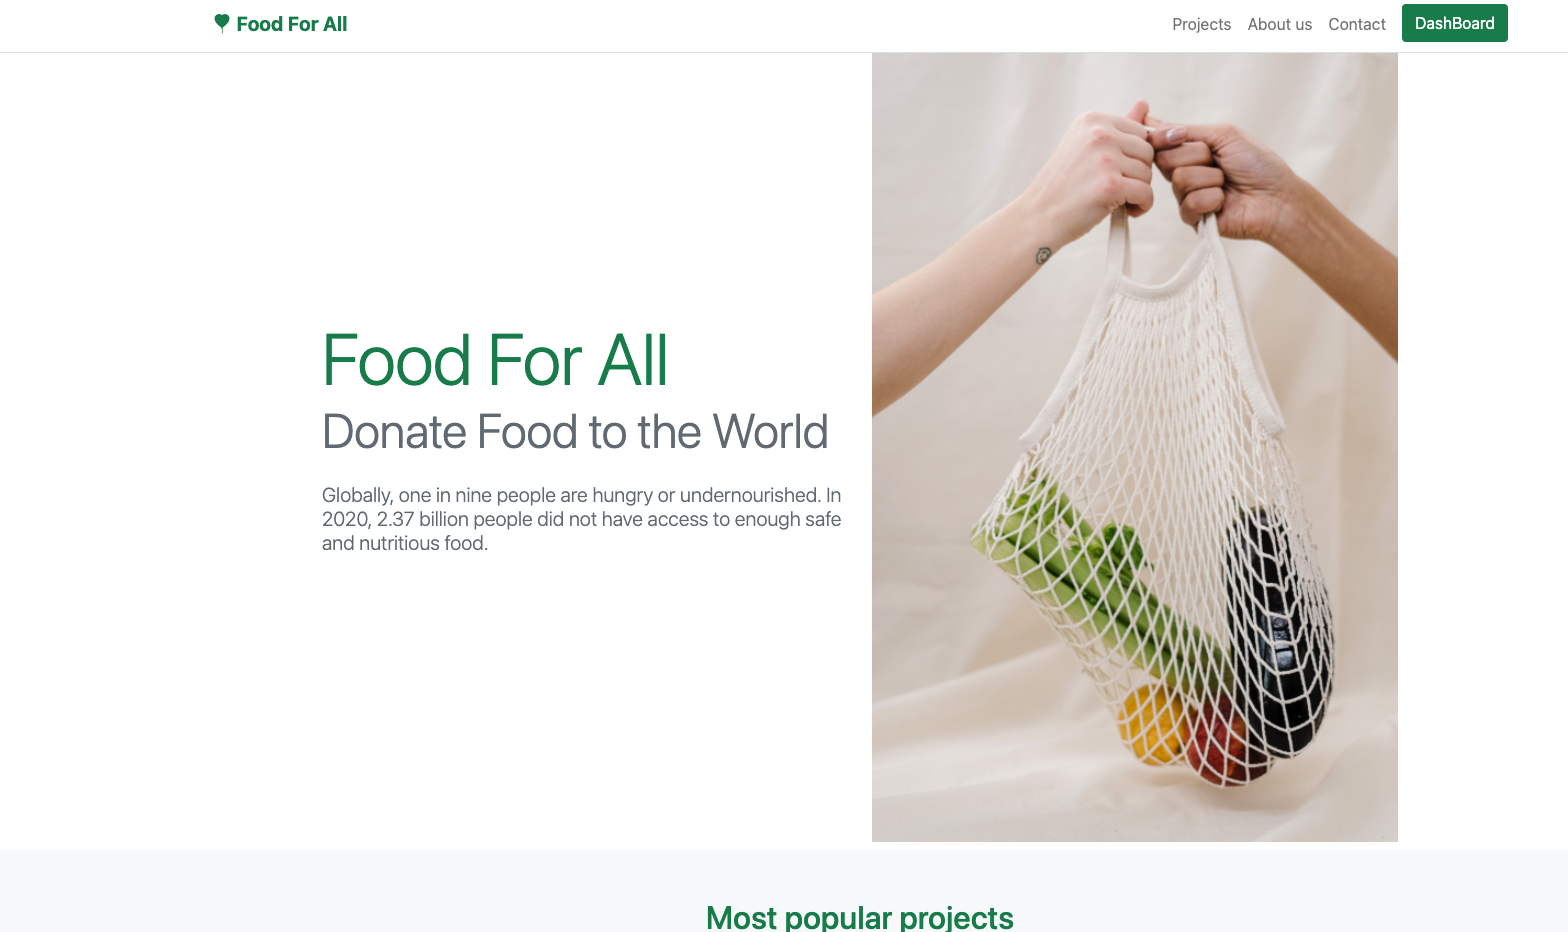 Food For All
Projects About us Contact DashBoard
Food For All
Donate Food to the World
Globally, one in nine people are hungry or undernourished. In
2020, 2.37 billion people did not have access to enough safe
and nutritious food.
Most popular projects